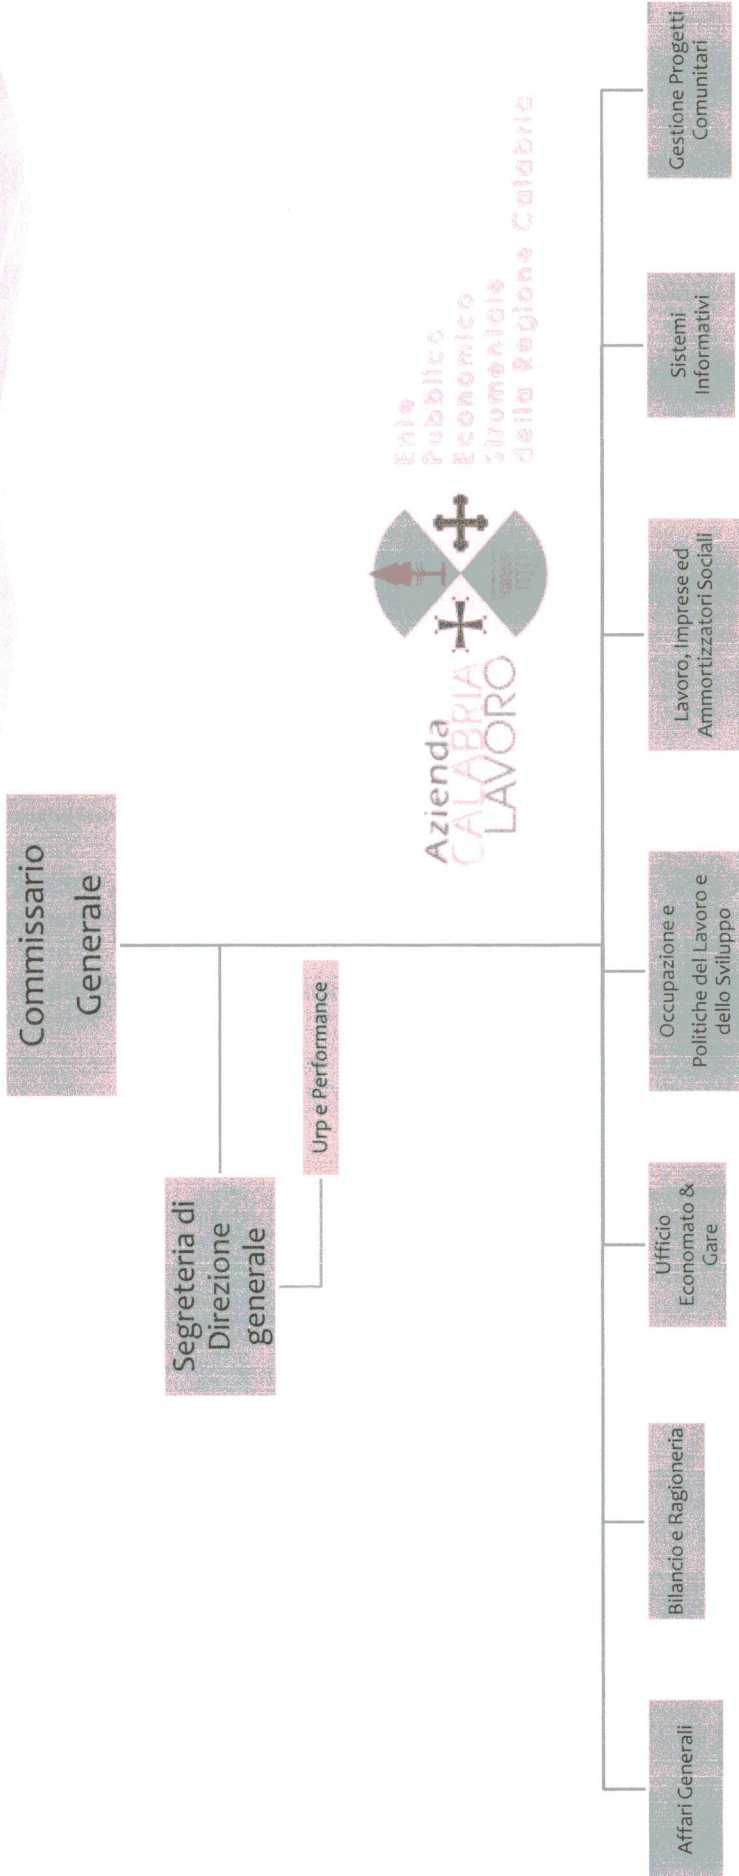 Commissario
Generale
Segreteria di
Direzione
generale
Urp e Performance
Azienda
CALABRIA
LAVORO
Ente
Pubblico
Economico
Strumentale
della Regione Calabria
Affari Generali
Bilancio e Ragioneria
Ufficio
Economato &
Gare
Occupazione e
Politiche del Lavoro e
dello Sviluppo
Lavoro, Imprese ed
Ammortizzatori Sociali
Sistemi
Informativi
Gestione Progetti
Comunitari